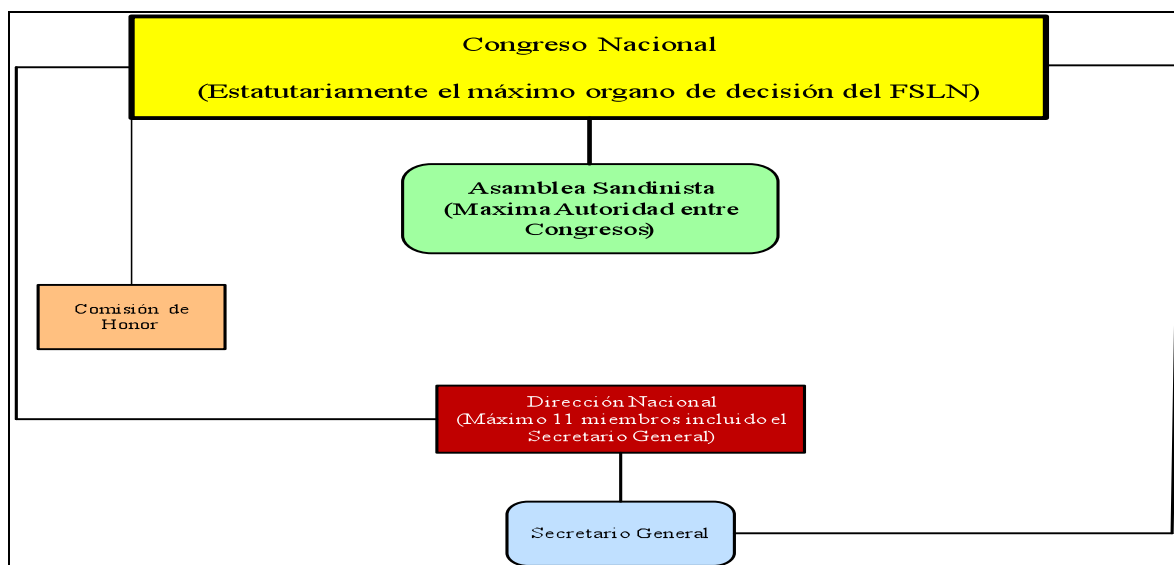 Congreso Nacional
(Estatutariamente el máximo organo de decisión del FSLN)
Asamblea Sandinista
(Maxima Autoridad entre
Congresos)
Comisión de
Honor
Dirección Nacional
(Máximo 11 miembros incluido el
Secretario General)
Secretario General